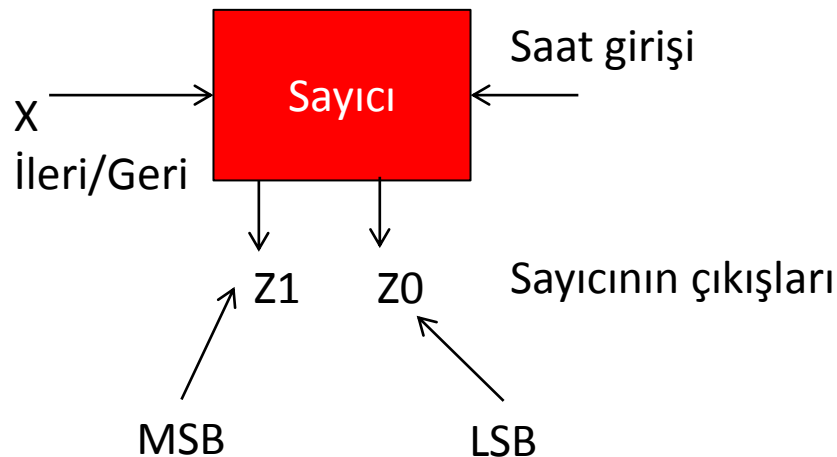 Saat girişi
Sayıcı
X
İleri/Geri
Z1 Z0
Sayıcının çıkışları
MSB
LSB